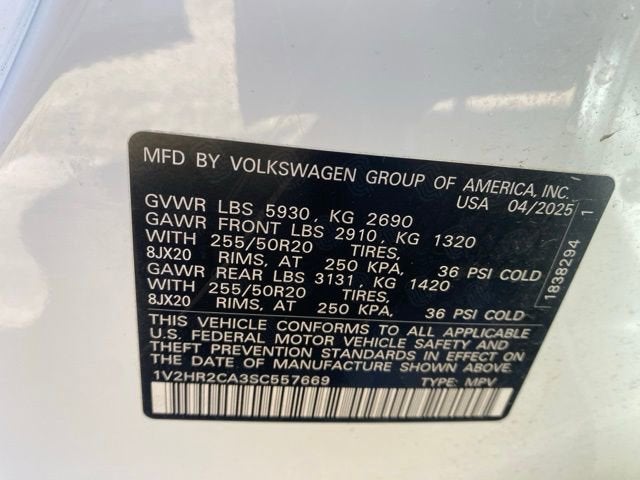 MFD BY VOLKSWAGEN GROUP OF AMERICA, INC.
USA 04/2025
GVWR LBS 5930, KG 2690
GAWR FRONT LBS 2910, KG 1320
WITH 255/50R20 TIRES,
8JX20 RIMS, AT 250 KPA, 36 PSI COLD
GAWR REAR LBS 3131, KG 1420
WITH 255/50R20 TIRES,
8JX20 RIMS, AT 250 KPA, 36 PSI COLD
THIS VEHICLE CONFORMS TO ALL APPLICABLE
U.S. FEDERAL MOTOR VEHICLE SAFETY AND
THEFT PREVENTION STANDARDS IN EFFECT ON
THE DATE OF MANUFACTURE SHOWN ABOVE.
1V2HR2CA3SC557669 TYPE: MPV
1838294 1